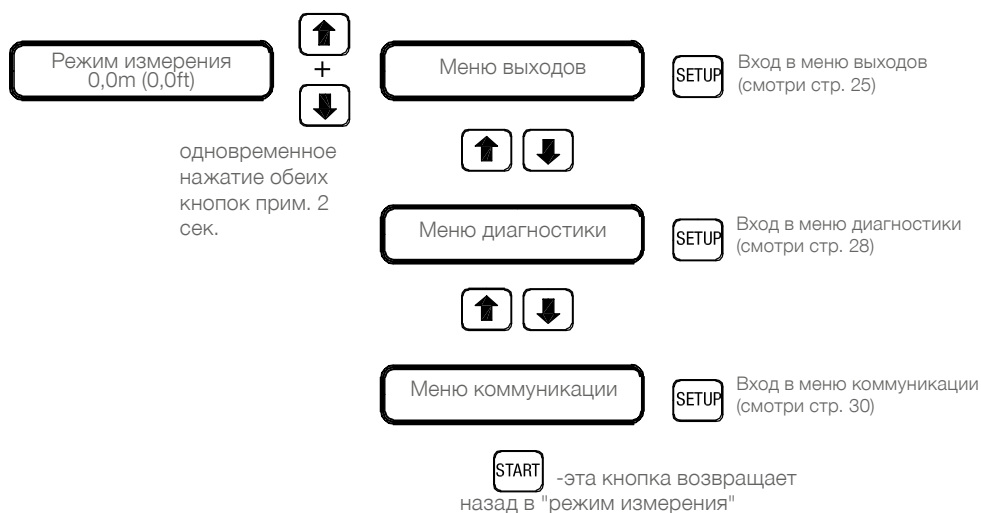 Режим измерения
0,0m (0,0ft)
+
одновременное
нажатие обеих
кнопок прим. 2
сек.
Меню выходов
SETUP
Вход в меню выходов
(смотри стр. 25)
Меню диагностики
SETUP
Вход в меню диагностики
(смотри стр. 28)
Меню коммуникации
SETUP
Вход в меню коммуникации
(смотри стр. 30)
START -эта кнопка возвращает
назад в "режим измерения"